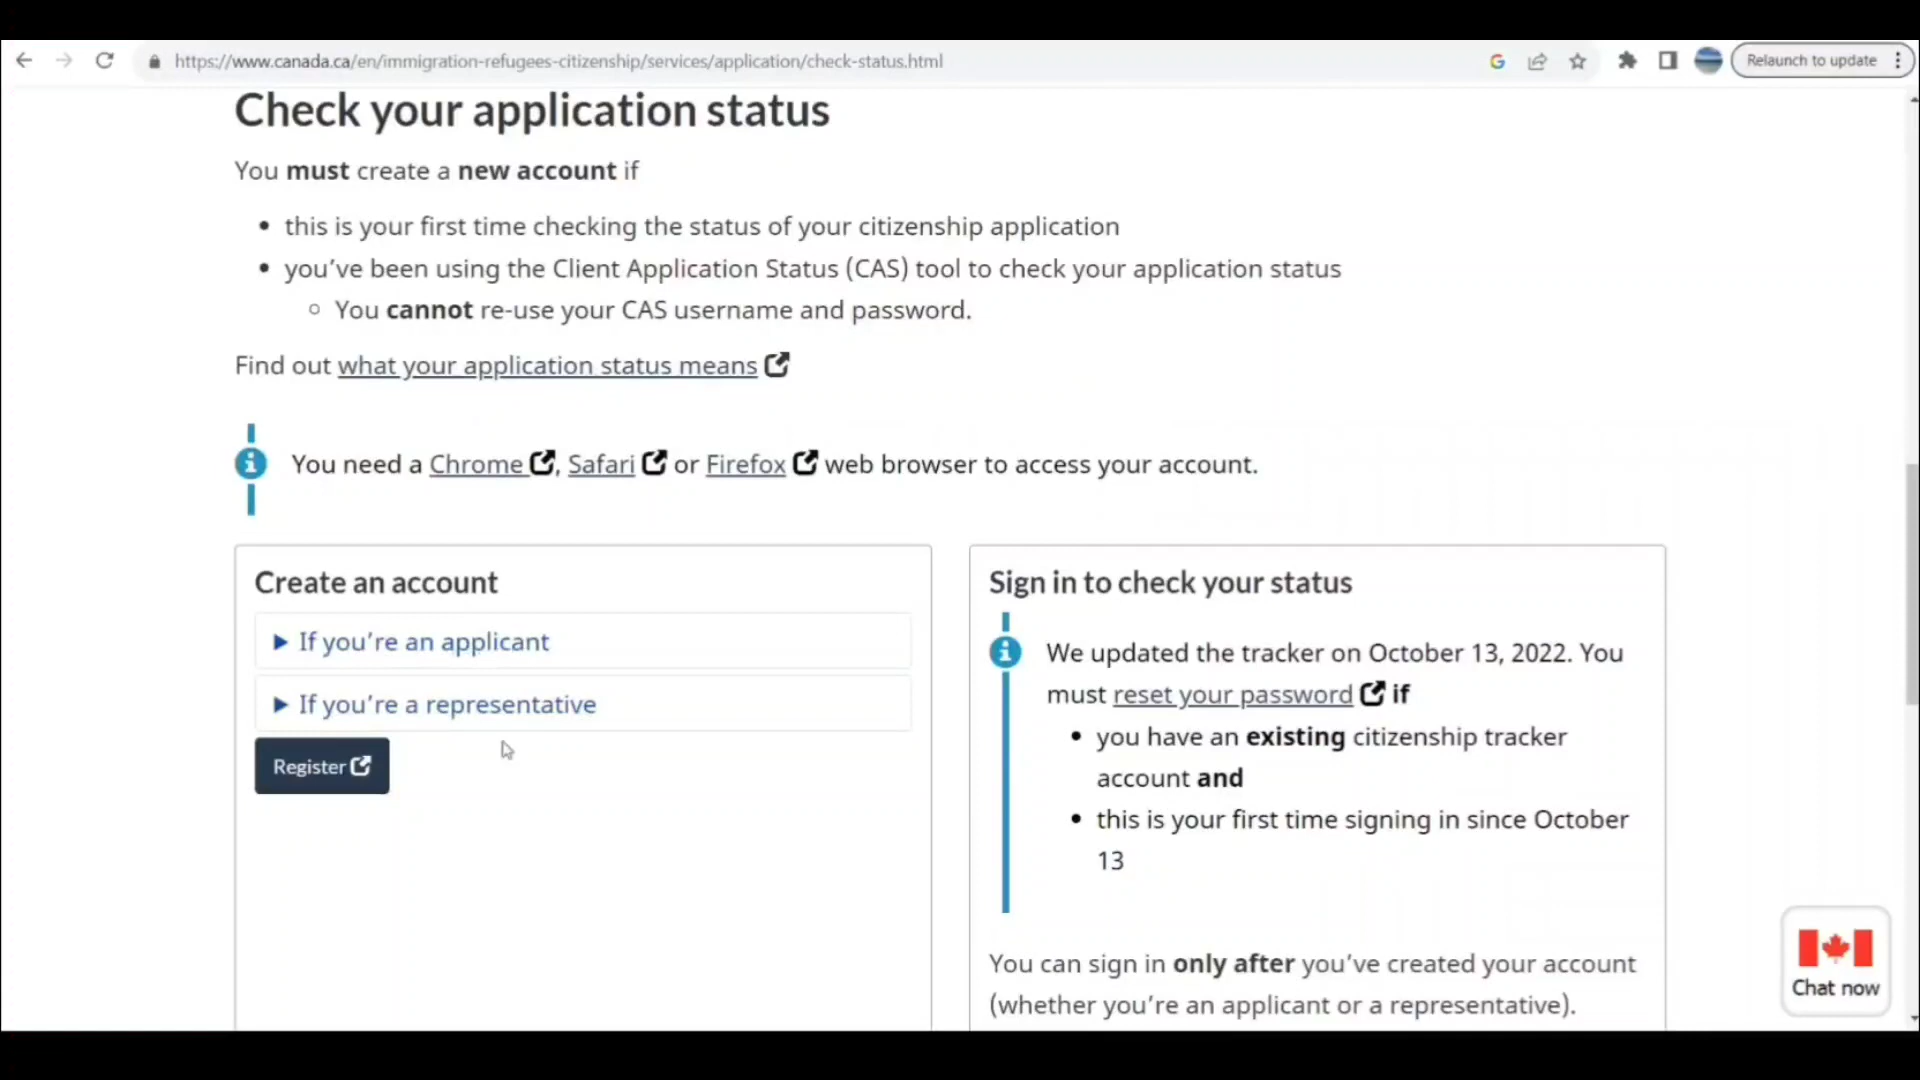 https://www.canada.ca/en/immigration-refugees-citizenship/services/application/check-status.html
Relaunch to update
Check your application status
You must create a new account if
• this is your first time checking the status of your citizenship application
• you’ve been using the Client Application Status (CAS) tool to check your application status
○ You cannot re-use your CAS username and password.
Find out what your application status means
You need a Chrome, Safari or Firefox web browser to access your account.
Create an account
If you’re an applicant
If you’re a representative
Register
Sign in to check your status
We updated the tracker on October 13, 2022. You
must reset your password if
• you have an existing citizenship tracker
account and
• this is your first time signing in since October
13
You can sign in only after you’ve created your account
(whether you’re an applicant or a representative).
Chat now